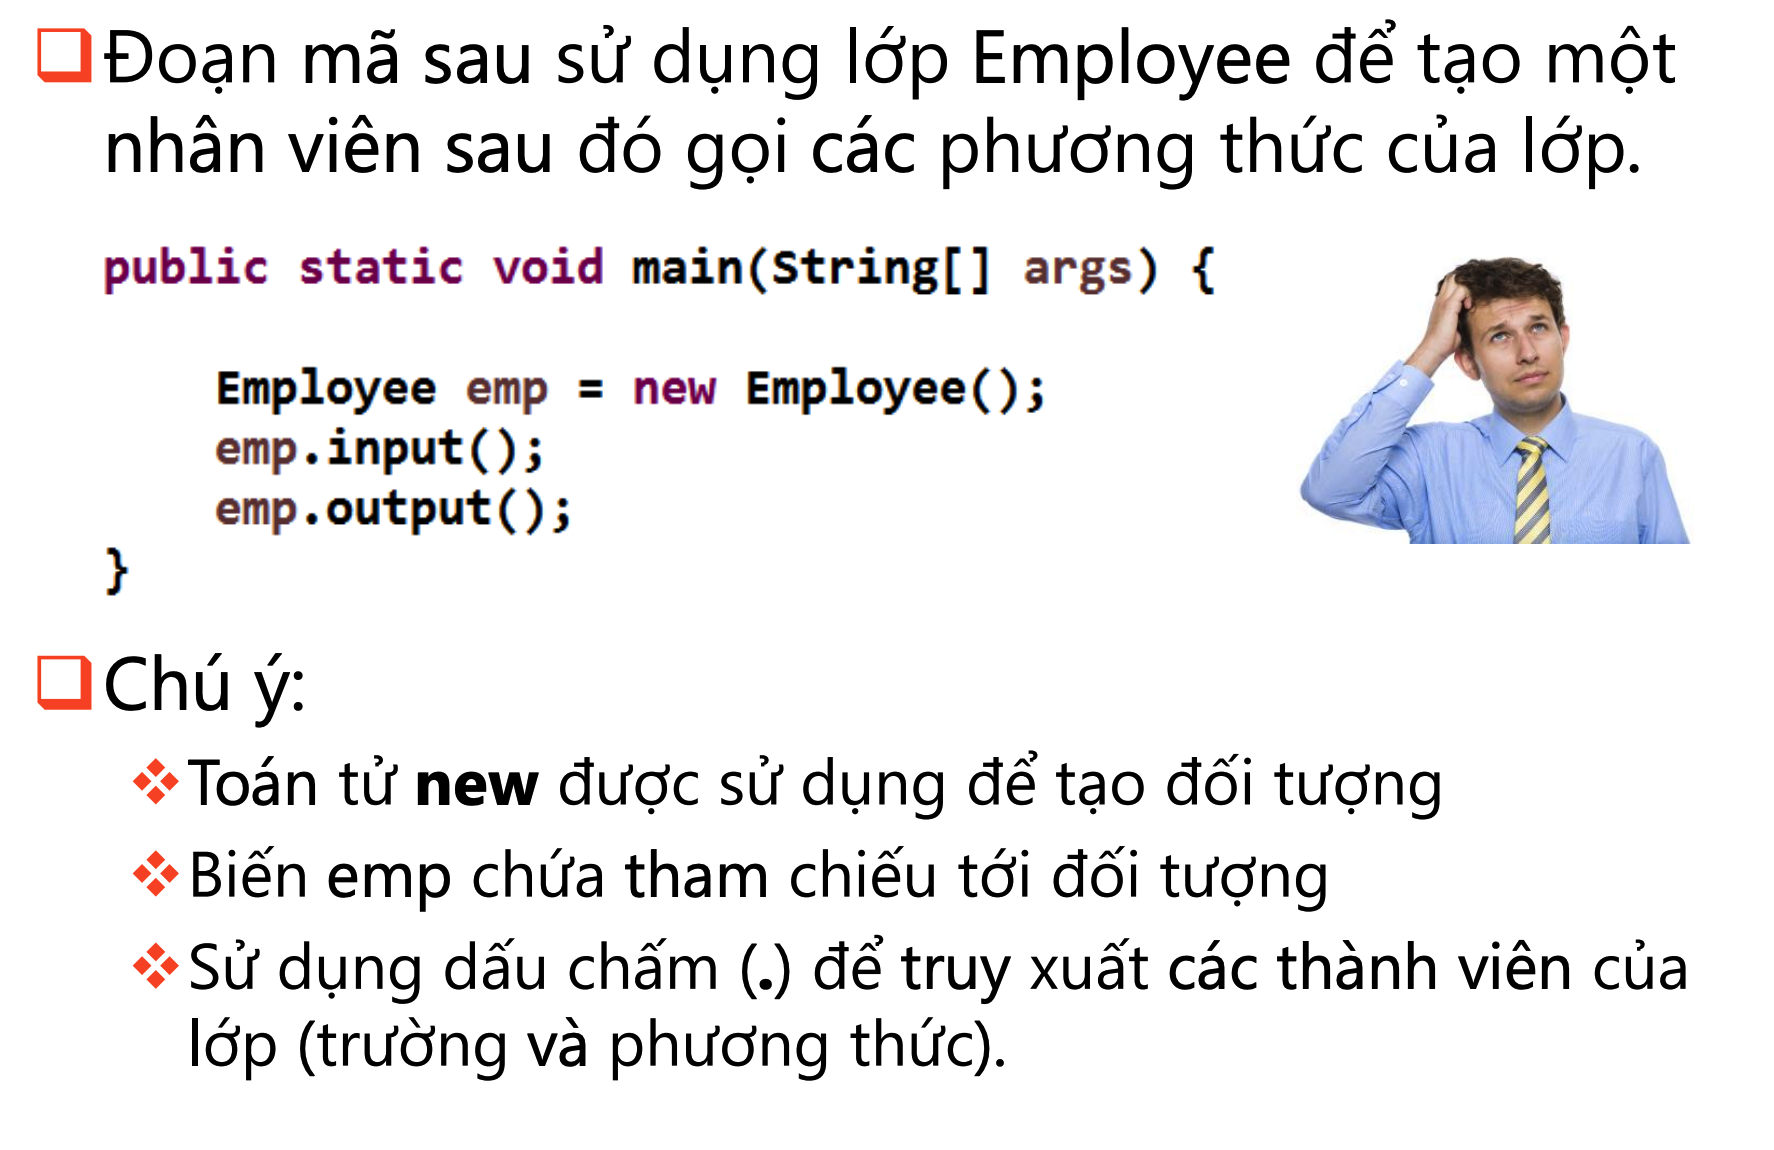 Đoạn mã sau sử dụng lớp Employee để tạo một
nhân viên sau đó gọi các phương thức của lớp.
public static void main(String[] args) {
Employee emp = new Employee();
emp.input();
emp.output();
}
Chú ý:
Toán tử new được sử dụng để tạo đối tượng
Biến emp chứa tham chiếu tới đối tượng
Sử dụng dấu chấm (.) để truy xuất các thành viên của
lớp (trường và phương thức).